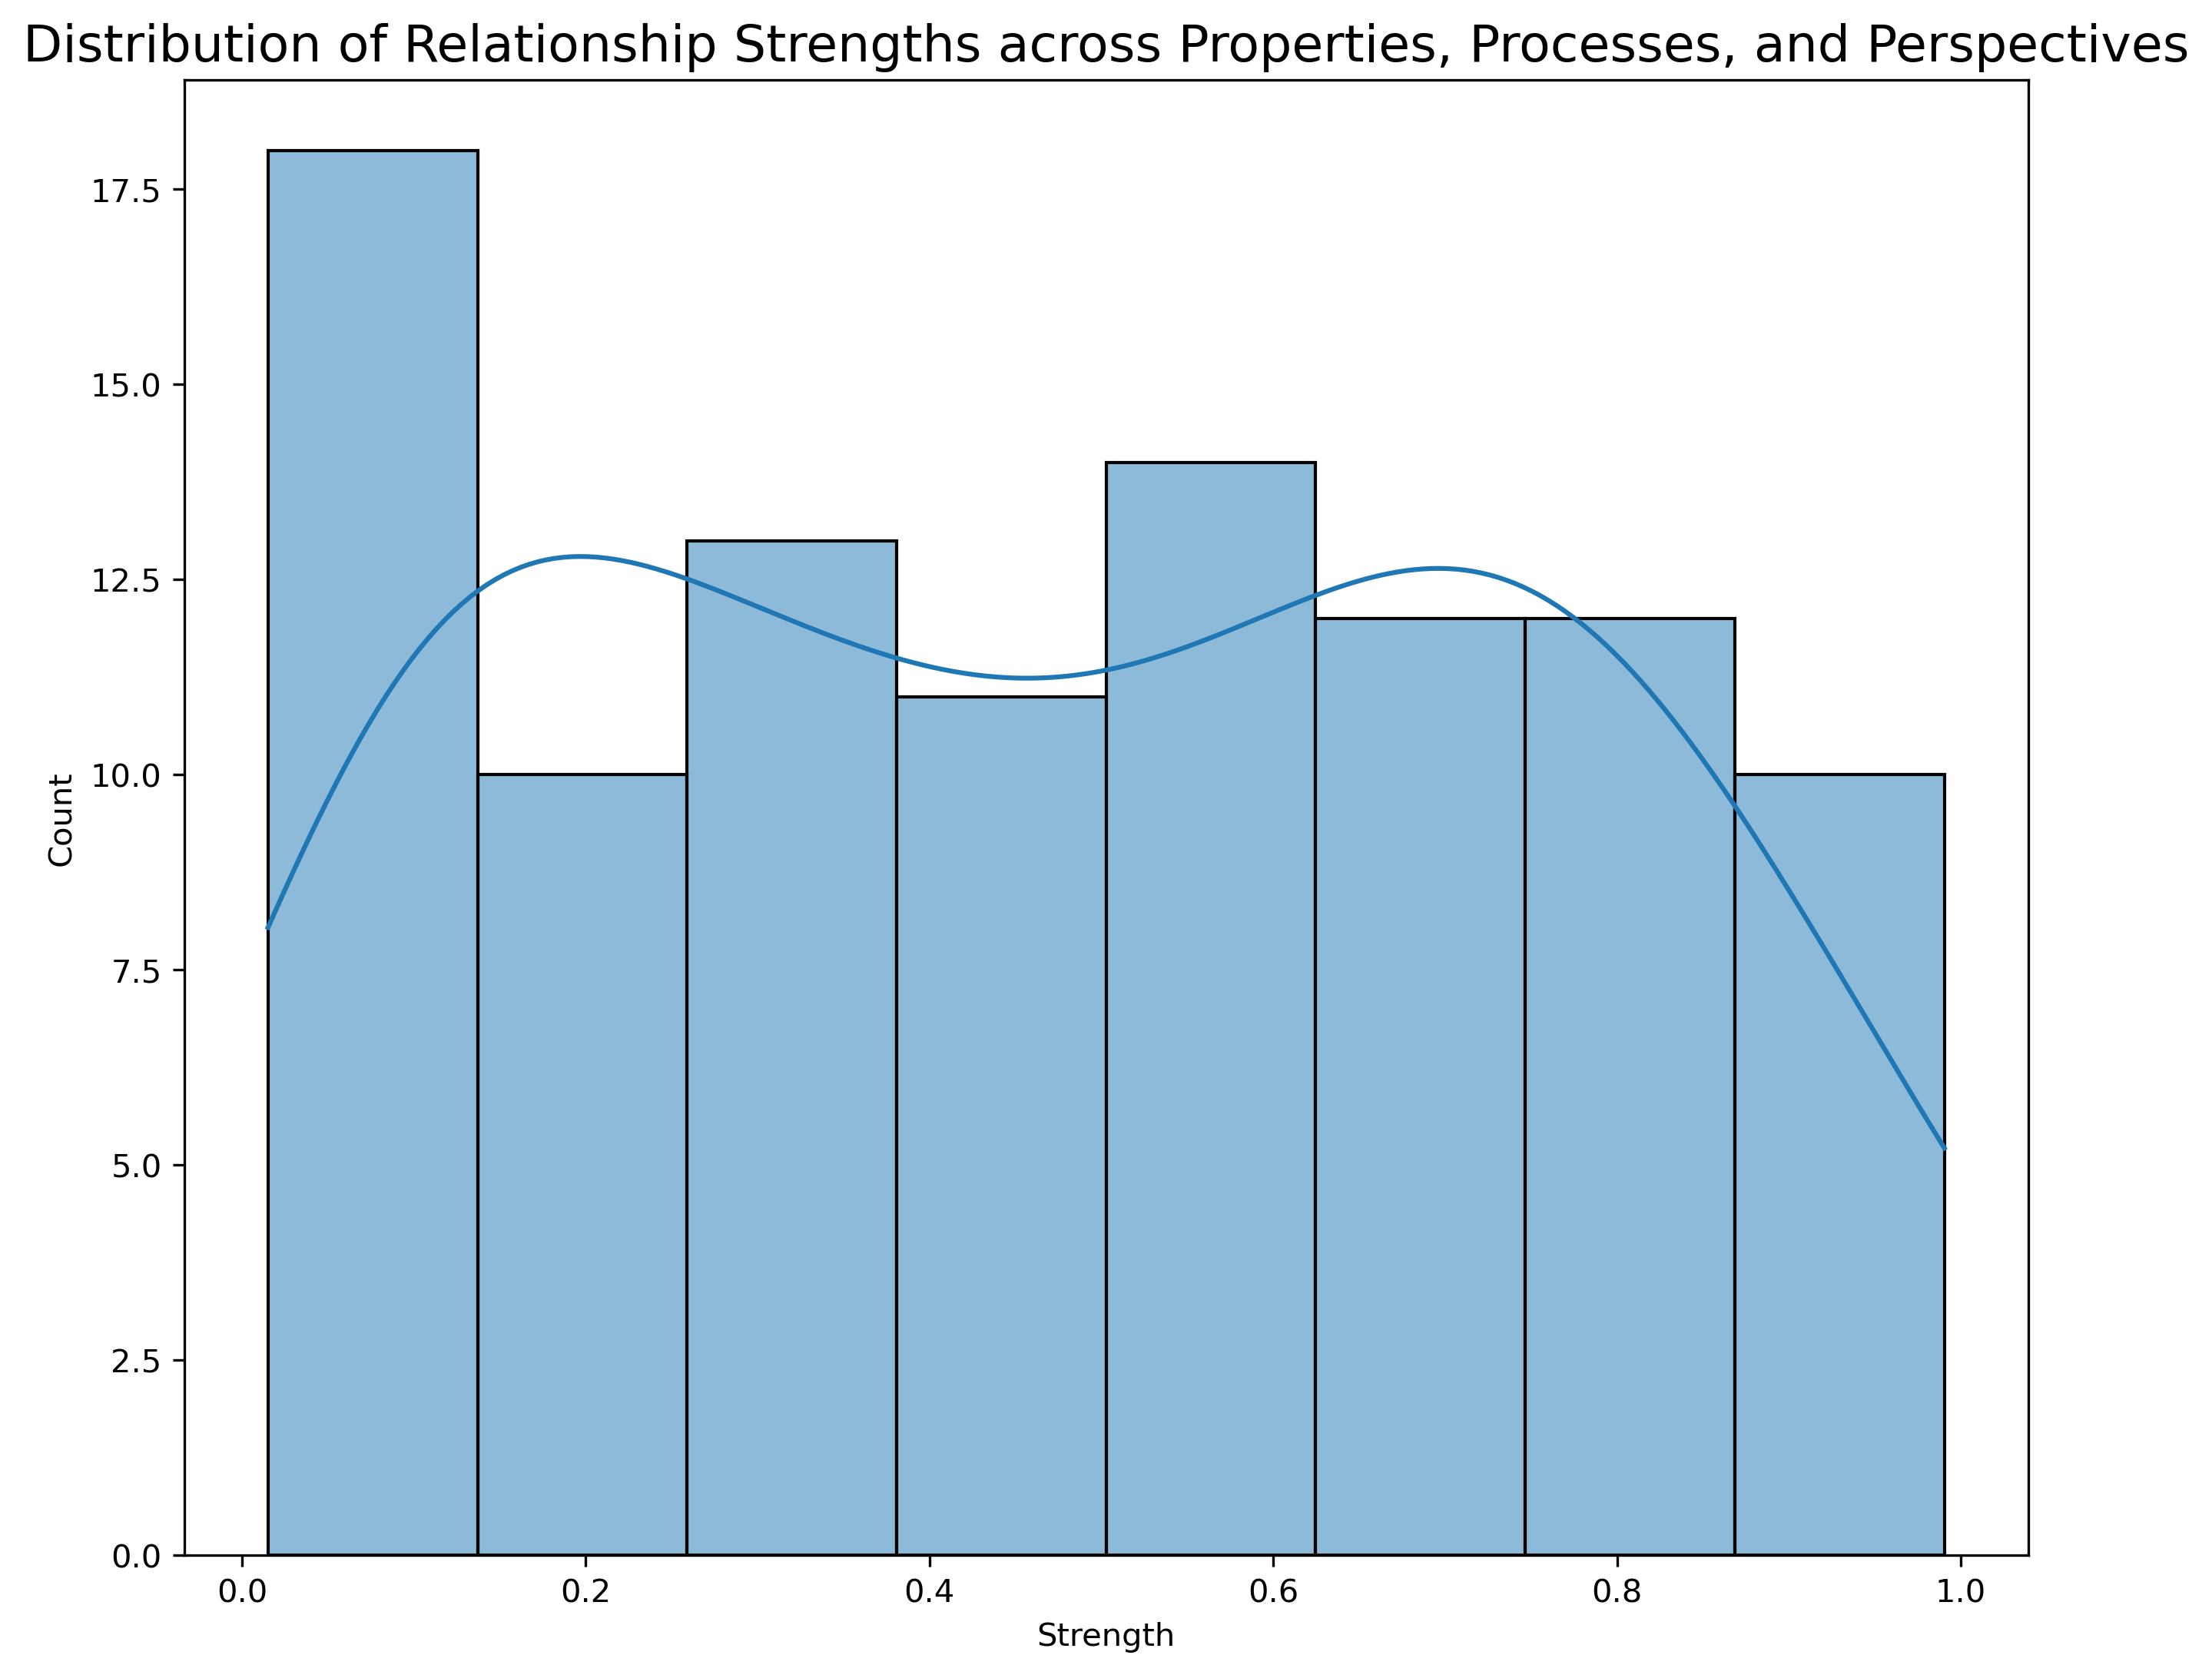 Distribution of Relationship Strengths across Properties, Processes, and Perspectives
17.5
15.0
12.5
10.0
7.5
5.0
2.5
0.0
Count
0.0 0.2 0.4 0.6 0.8 1.0
Strength